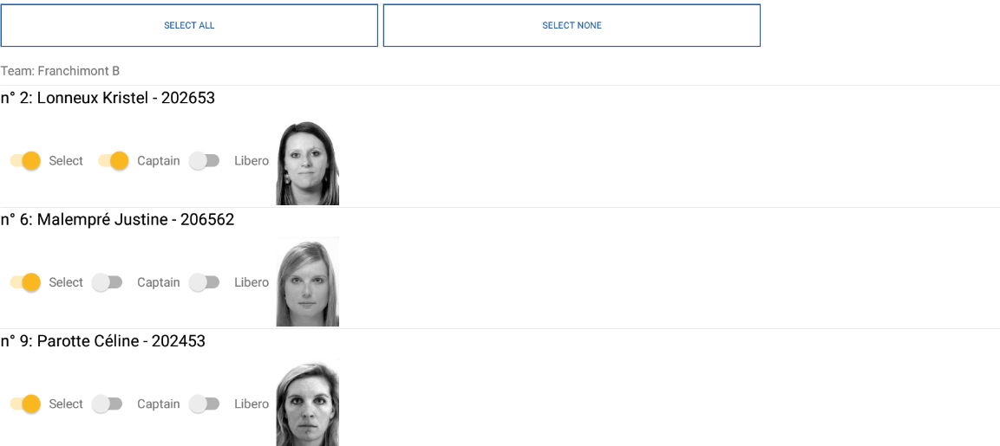 SELECT ALL SELECT NONE
Team: Franchimont B
n° 2: Lonneux Kristel - 202653
Select Captain Libero
n° 6: Malempré Justine - 206562
Select Captain Libero
n° 9: Parotte Céline - 202453
Select Captain Libero